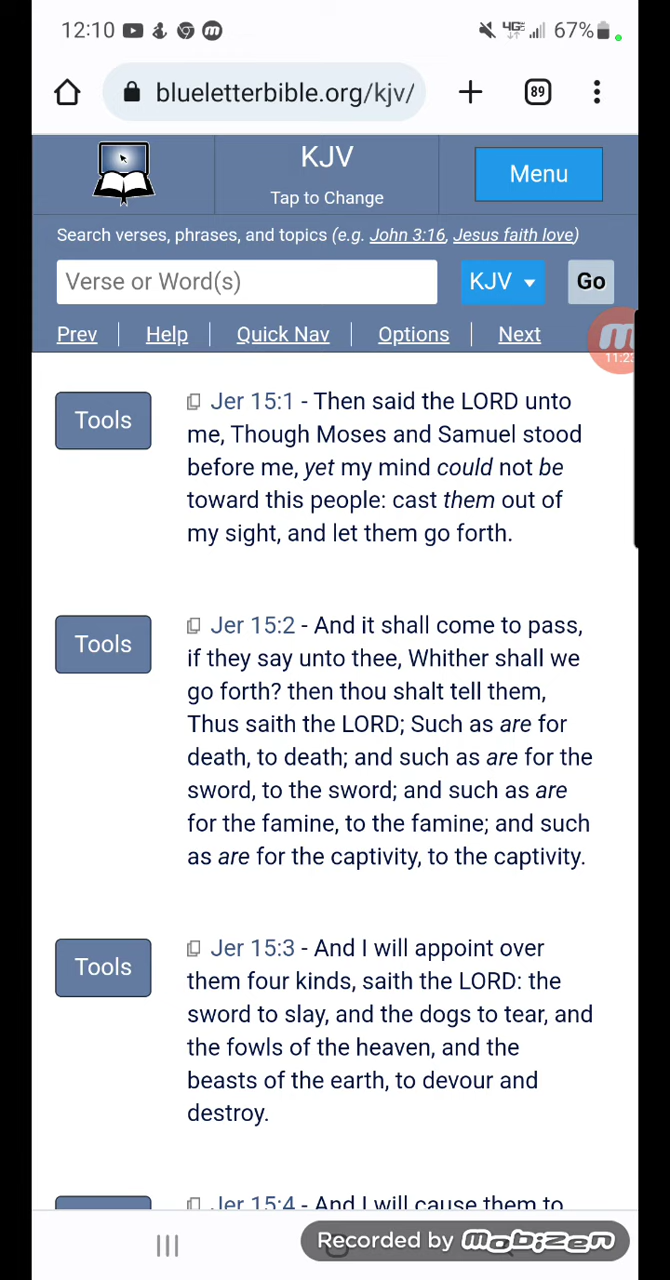 12:10
4GE 67%
blueletterbible.org/kjv/
89
KJV
Tap to Change
Menu
Search verses, phrases, and topics (e.g. John 3:16, Jesus faith love)
Verse or Word(s)
KJV
Go
Prev | Help | Quick Nav | Options | Next
11:23
Tools
Jer 15:1 - Then said the LORD unto
me, Though Moses and Samuel stood
before me, yet my mind could not be
toward this people: cast them out of
my sight, and let them go forth.
Tools
Jer 15:2 - And it shall come to pass,
if they say unto thee, Whither shall we
go forth? then thou shalt tell them,
Thus saith the LORD; Such as are for
death, to death; and such as are for the
sword, to the sword; and such as are
for the famine, to the famine; and such
as are for the captivity, to the captivity.
Tools
Jer 15:3 - And I will appoint over
them four kinds, saith the LORD: the
sword to slay, and the dogs to tear, and
the fowls of the heaven, and the
beasts of the earth, to devour and
destroy.
Jer 15:4 - And I will cause them to
Recorded by mobizen